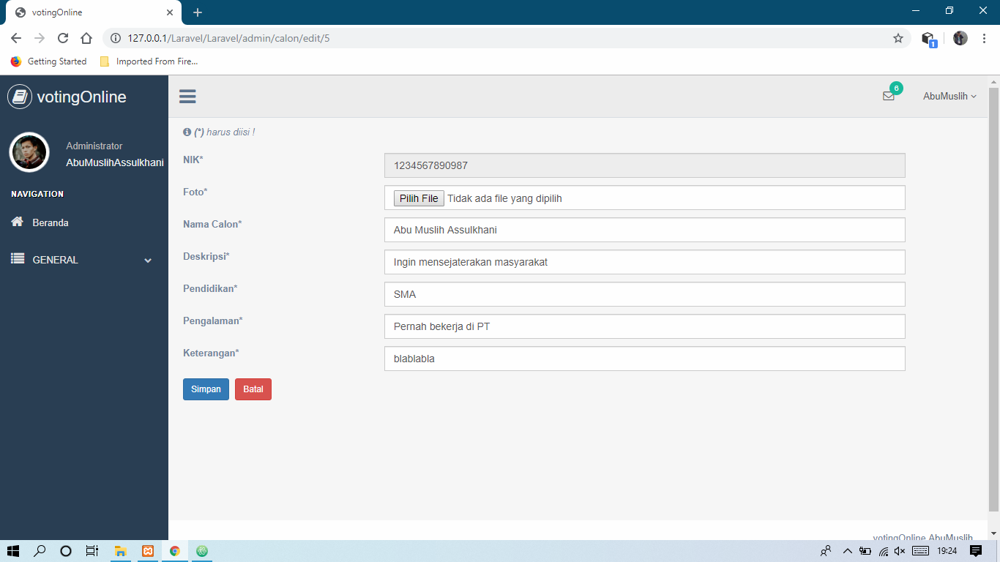 votingOnline
127.0.0.1/Laravel/Laravel/admin/calon/edit/5
Getting Started Imported From Fire...
1
votingOnline
6
AbuMuslih
Administrator
AbuMuslihAssulkhani
NAVIGATION
Beranda
GENERAL
(*) harus diisi !
NIK* 1234567890987
Foto* Pilih File Tidak ada file yang dipilih
Nama Calon* Abu Muslih Assulkhani
Deskripsi* Ingin mensejaterakan masyarakat
Pendidikan* SMA
Pengalaman* Pernah bekerja di PT
Keterangan* blablabla
Simpan Batal
votingOnline AbuMuslih
19:24